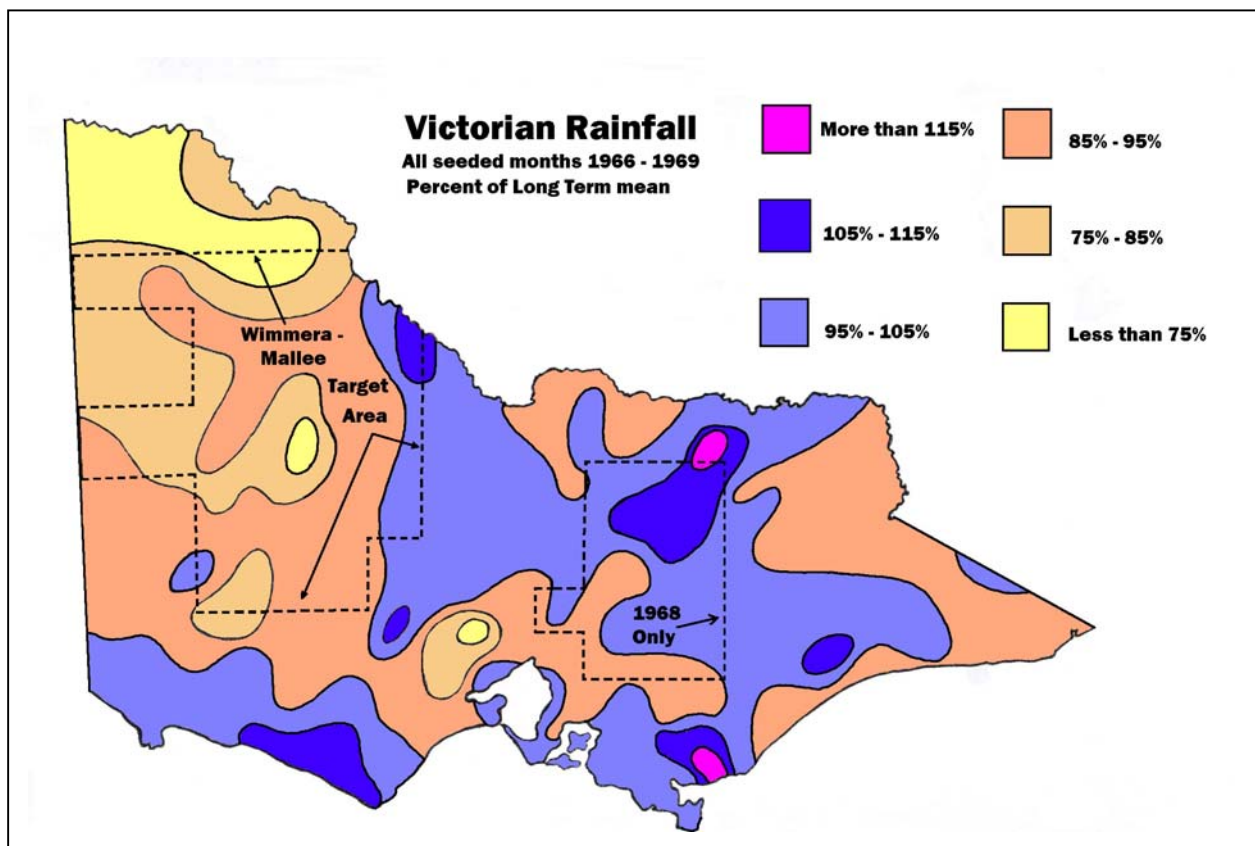 Victorian Rainfall
All seeded months 1966 - 1969
Percent of Long Term mean
More than 115%
85% - 95%
105% - 115%
75% - 85%
95% - 105%
Less than 75%
Wimmera -
Mallee
Target
Area
1968
Only